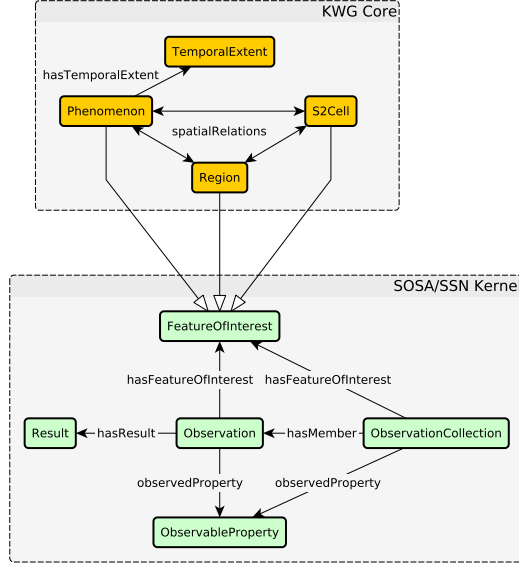 KWG Core
TemporalExtent
hasTemporalExtent
Phenomenon
S2Cell
spatialRelations
Region
SOSA/SSN Kernel
FeatureOfInterest
hasFeatureOfInterest
hasFeatureOfInterest
Result
hasResult
Observation
hasMember
ObservationCollection
observedProperty
observedProperty
ObservableProperty